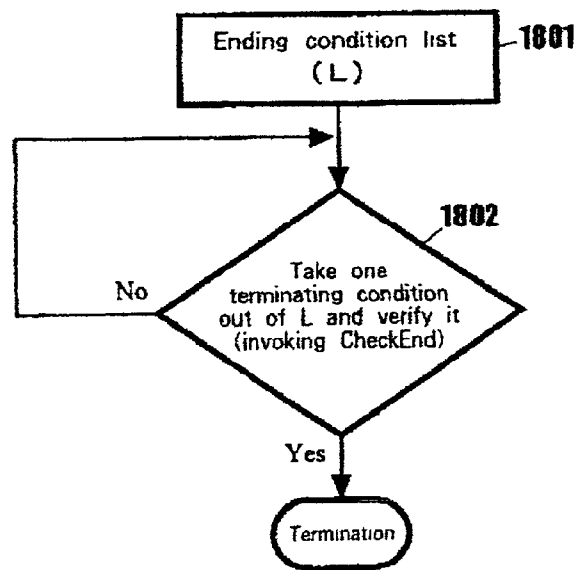 Ending condition list
(L)
1801
1802
Take one
terminating condition
out of L and verify it
(invoking CheckEnd)
No
Yes
Termination